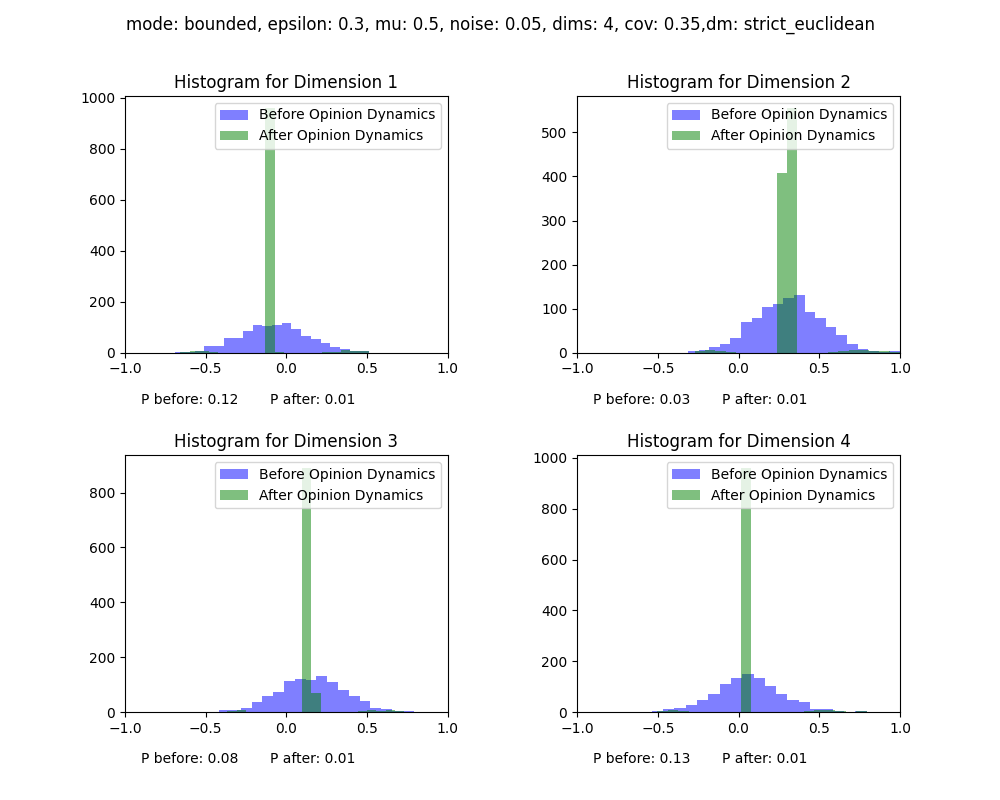 mode: bounded, epsilon: 0.3, mu: 0.5, noise: 0.05, dims: 4, cov: 0.35,dm: strict_euclidean
Histogram for Dimension 1
Before Opinion Dynamics
After Opinion Dynamics
1000
800
600
400
200
0
−1.0 −0.5 0.0 0.5 1.0
P before: 0.12 P after: 0.01
Histogram for Dimension 2
Before Opinion Dynamics
After Opinion Dynamics
500
400
300
200
100
0
−1.0 −0.5 0.0 0.5 1.0
P before: 0.03 P after: 0.01
Histogram for Dimension 3
Before Opinion Dynamics
After Opinion Dynamics
800
600
400
200
0
−1.0 −0.5 0.0 0.5 1.0
P before: 0.08 P after: 0.01
Histogram for Dimension 4
Before Opinion Dynamics
After Opinion Dynamics
1000
800
600
400
200
0
−1.0 −0.5 0.0 0.5 1.0
P before: 0.13 P after: 0.01